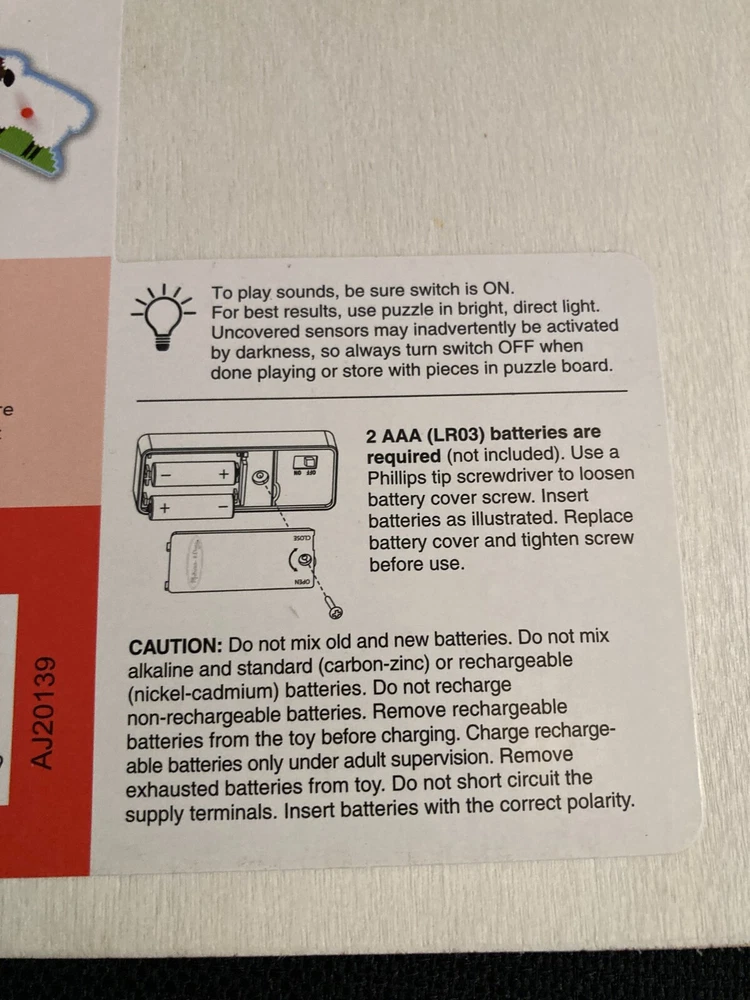 To play sounds, be sure switch is ON.
For best results, use puzzle in bright, direct light.
Uncovered sensors may inadvertently be activated
by darkness, so always turn switch OFF when
done playing or store with pieces in puzzle board.
2 AAA (LR03) batteries are
required (not included). Use a
Phillips tip screwdriver to loosen
battery cover screw. Insert
batteries as illustrated. Replace
battery cover and tighten screw
before use.
− +
+ −
ON OFF
CLOSE
OPEN
CAUTION: Do not mix old and new batteries. Do not mix
alkaline and standard (carbon-zinc) or rechargeable
(nickel-cadmium) batteries. Do not recharge
non-rechargeable batteries. Remove rechargeable
batteries from the toy before charging. Charge recharge-
able batteries only under adult supervision. Remove
exhausted batteries from toy. Do not short circuit the
supply terminals. Insert batteries with the correct polarity.
re
AJ20139